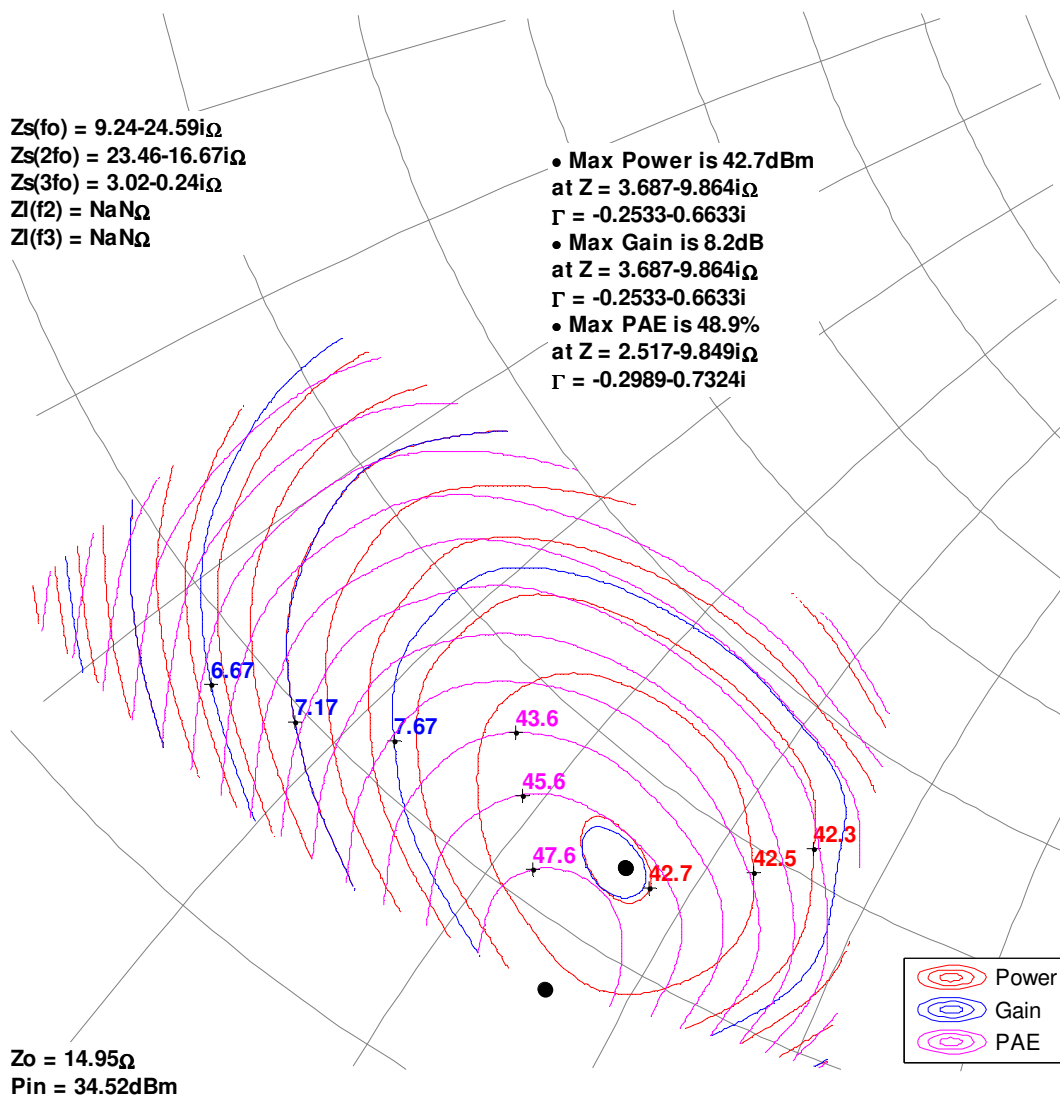 Zs(fo) = 9.24-24.59iΩ
Zs(2fo) = 23.46-16.67iΩ
Zs(3fo) = 3.02-0.24iΩ
Zl(f2) = NaNΩ
Zl(f3) = NaNΩ
• Max Power is 42.7dBm
at Z = 3.687-9.864iΩ
Γ = -0.2533-0.6633i
• Max Gain is 8.2dB
at Z = 3.687-9.864iΩ
Γ = -0.2533-0.6633i
• Max PAE is 48.9%
at Z = 2.517-9.849iΩ
Γ = -0.2989-0.7324i
6.67
7.17
7.67
43.6
45.6
47.6
42.7
42.5
42.3
Power
Gain
PAE
Zo = 14.95Ω
Pin = 34.52dBm